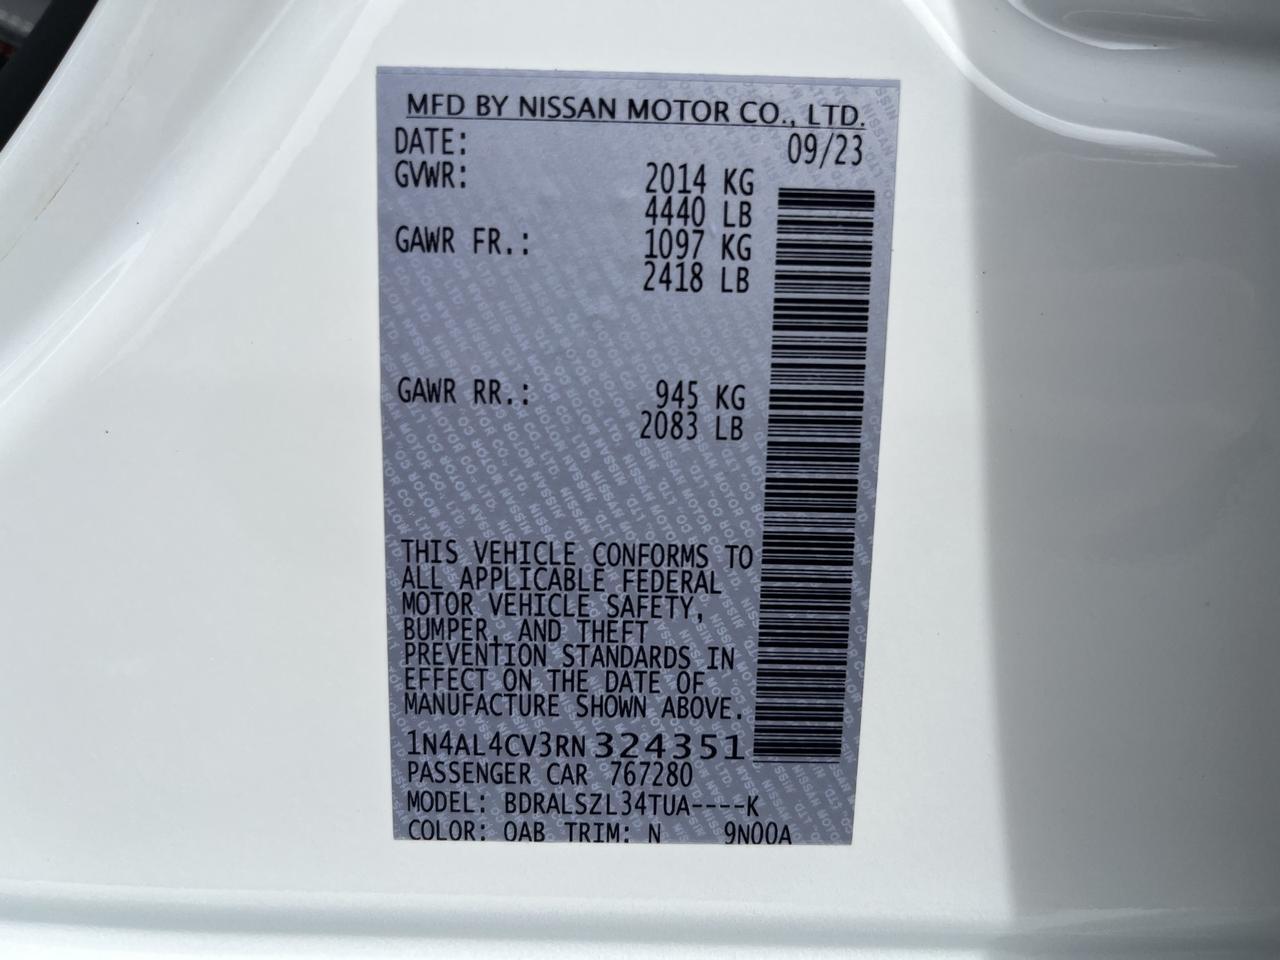 MFD BY NISSAN MOTOR CO., LTD.
DATE: 09/23
GVWR: 2014 KG
4440 LB
GAWR FR.: 1097 KG
2418 LB
GAWR RR.: 945 KG
2083 LB
THIS VEHICLE CONFORMS TO
ALL APPLICABLE FEDERAL
MOTOR VEHICLE SAFETY,
BUMPER, AND THEFT
PREVENTION STANDARDS IN
EFFECT ON THE DATE OF
MANUFACTURE SHOWN ABOVE.
1N4AL4CV3RN 324351
PASSENGER CAR 767280
MODEL: BDRALSZL34TUA----K
COLOR: QAB TRIM: N 9N00A